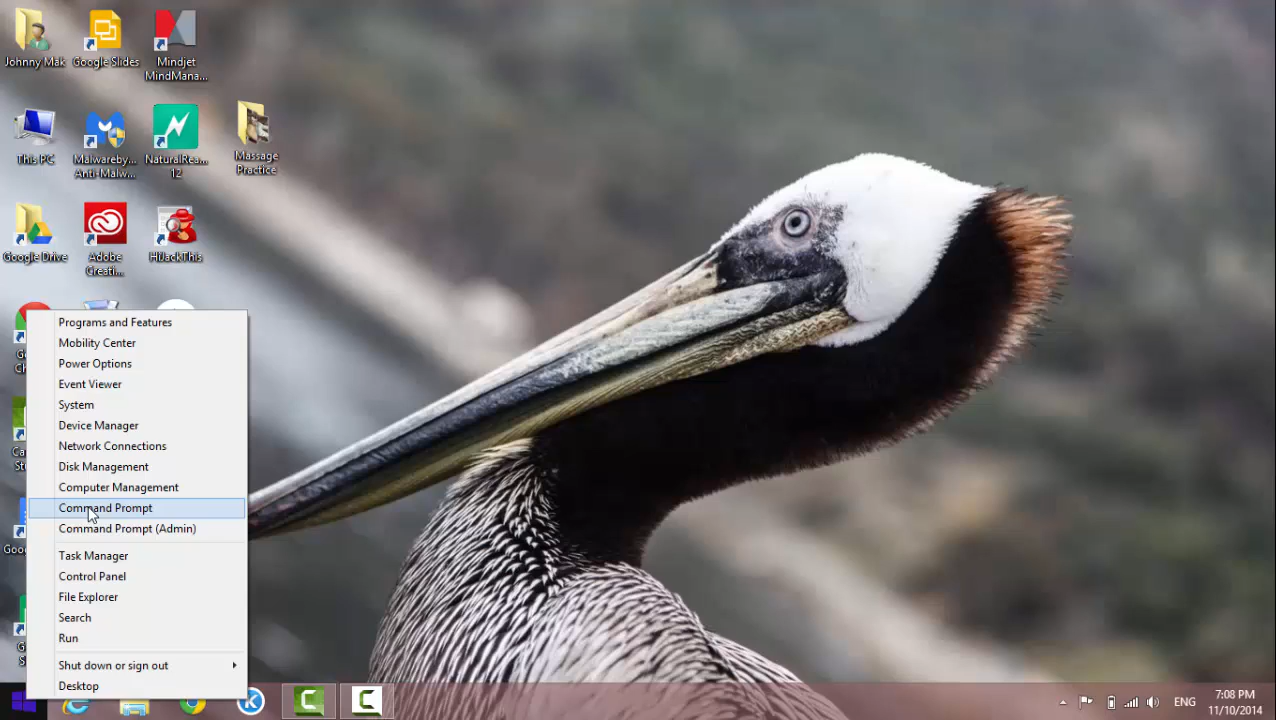 Johnny Mak
Google Slides
Mindjet
MindMana...
This PC
Malwareby...
Anti-Malw...
NaturalRea...
12
Massage
Practice
Google Drive
Adobe
Creati...
HiJackThis
Programs and Features
Mobility Center
Power Options
Event Viewer
System
Device Manager
Network Connections
Disk Management
Computer Management
Command Prompt
Command Prompt (Admin)
Task Manager
Control Panel
File Explorer
Search
Run
Shut down or sign out
Desktop
ENG
7:08 PM
11/10/2014